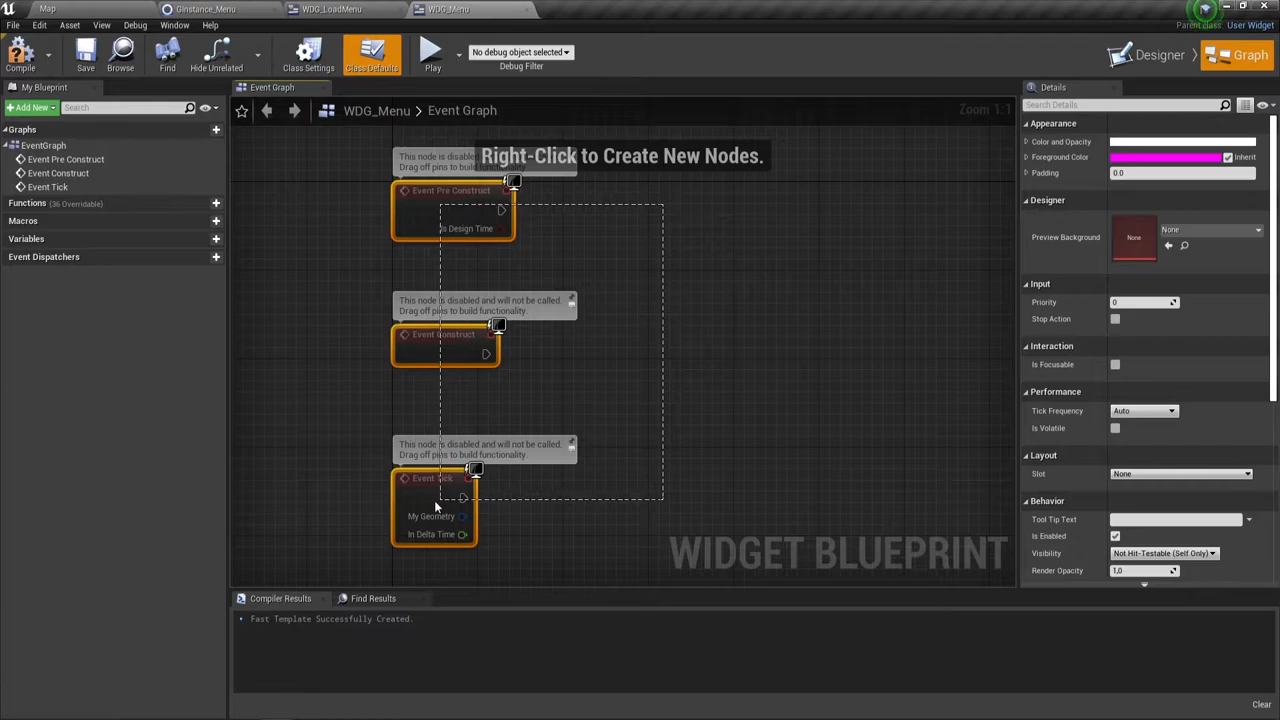 Map
GInstance_Menu
WDG_LoadMenu
WDG_Menu
File Edit Asset View Debug Window Help
Parent class: User Widget
Compile
Save
Browse
Find
Hide Unrelated
Class Settings
Class Defaults
Play
No debug object selected
Debug Filter
Designer
Graph
My Blueprint
Add New
Search
Graphs
EventGraph
Event Pre Construct
Event Construct
Event Tick
Functions (36 Overridable)
Macros
Variables
Event Dispatchers
Event Graph
WDG_Menu > Event Graph
Zoom 1:1
Right-Click to Create New Nodes.
This node is disabled
Drag off pins to build functionality.
Event Pre Construct
Is Design Time
This node is disabled and will not be called.
Drag off pins to build functionality.
Event Construct
This node is disabled and will not be called.
Drag off pins to build functionality.
Event Tick
My Geometry
In Delta Time
WIDGET BLUEPRINT
Compiler Results
Find Results
Fast Template Successfully Created.
Clear
Details
Search Details
Appearance
Color and Opacity
Foreground Color
Inherit
Padding
0.0
Designer
Preview Background
None
None
Input
Priority
0
Stop Action
Interaction
Is Focusable
Performance
Tick Frequency
Auto
Is Volatile
Layout
Slot
None
Behavior
Tool Tip Text
Is Enabled
Visibility
Not Hit-Testable (Self Only)
Render Opacity
1,0